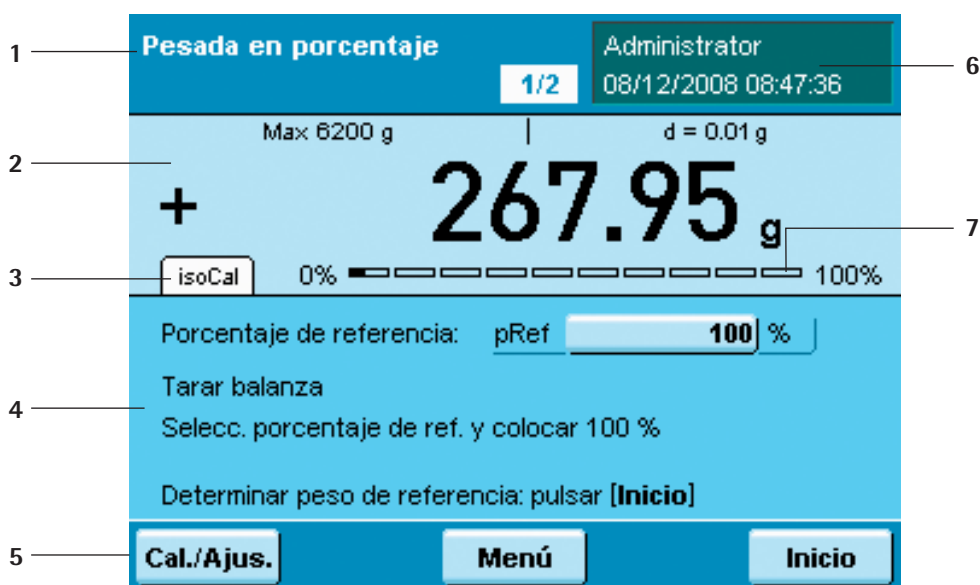 1
Pesada en porcentaje
1/2
Administrator
08/12/2008 08:47:36
6
Max 6200 g
d = 0.01 g
2
+ 267.95 g
7
3
isoCal
0%
100%
Porcentaje de referencia: pRef 100 %
4
Tarar balanza
Selecc. porcentaje de ref. y colocar 100 %
Determinar peso de referencia: pulsar [Inicio]
5
Cal./Ajus.
Menú
Inicio